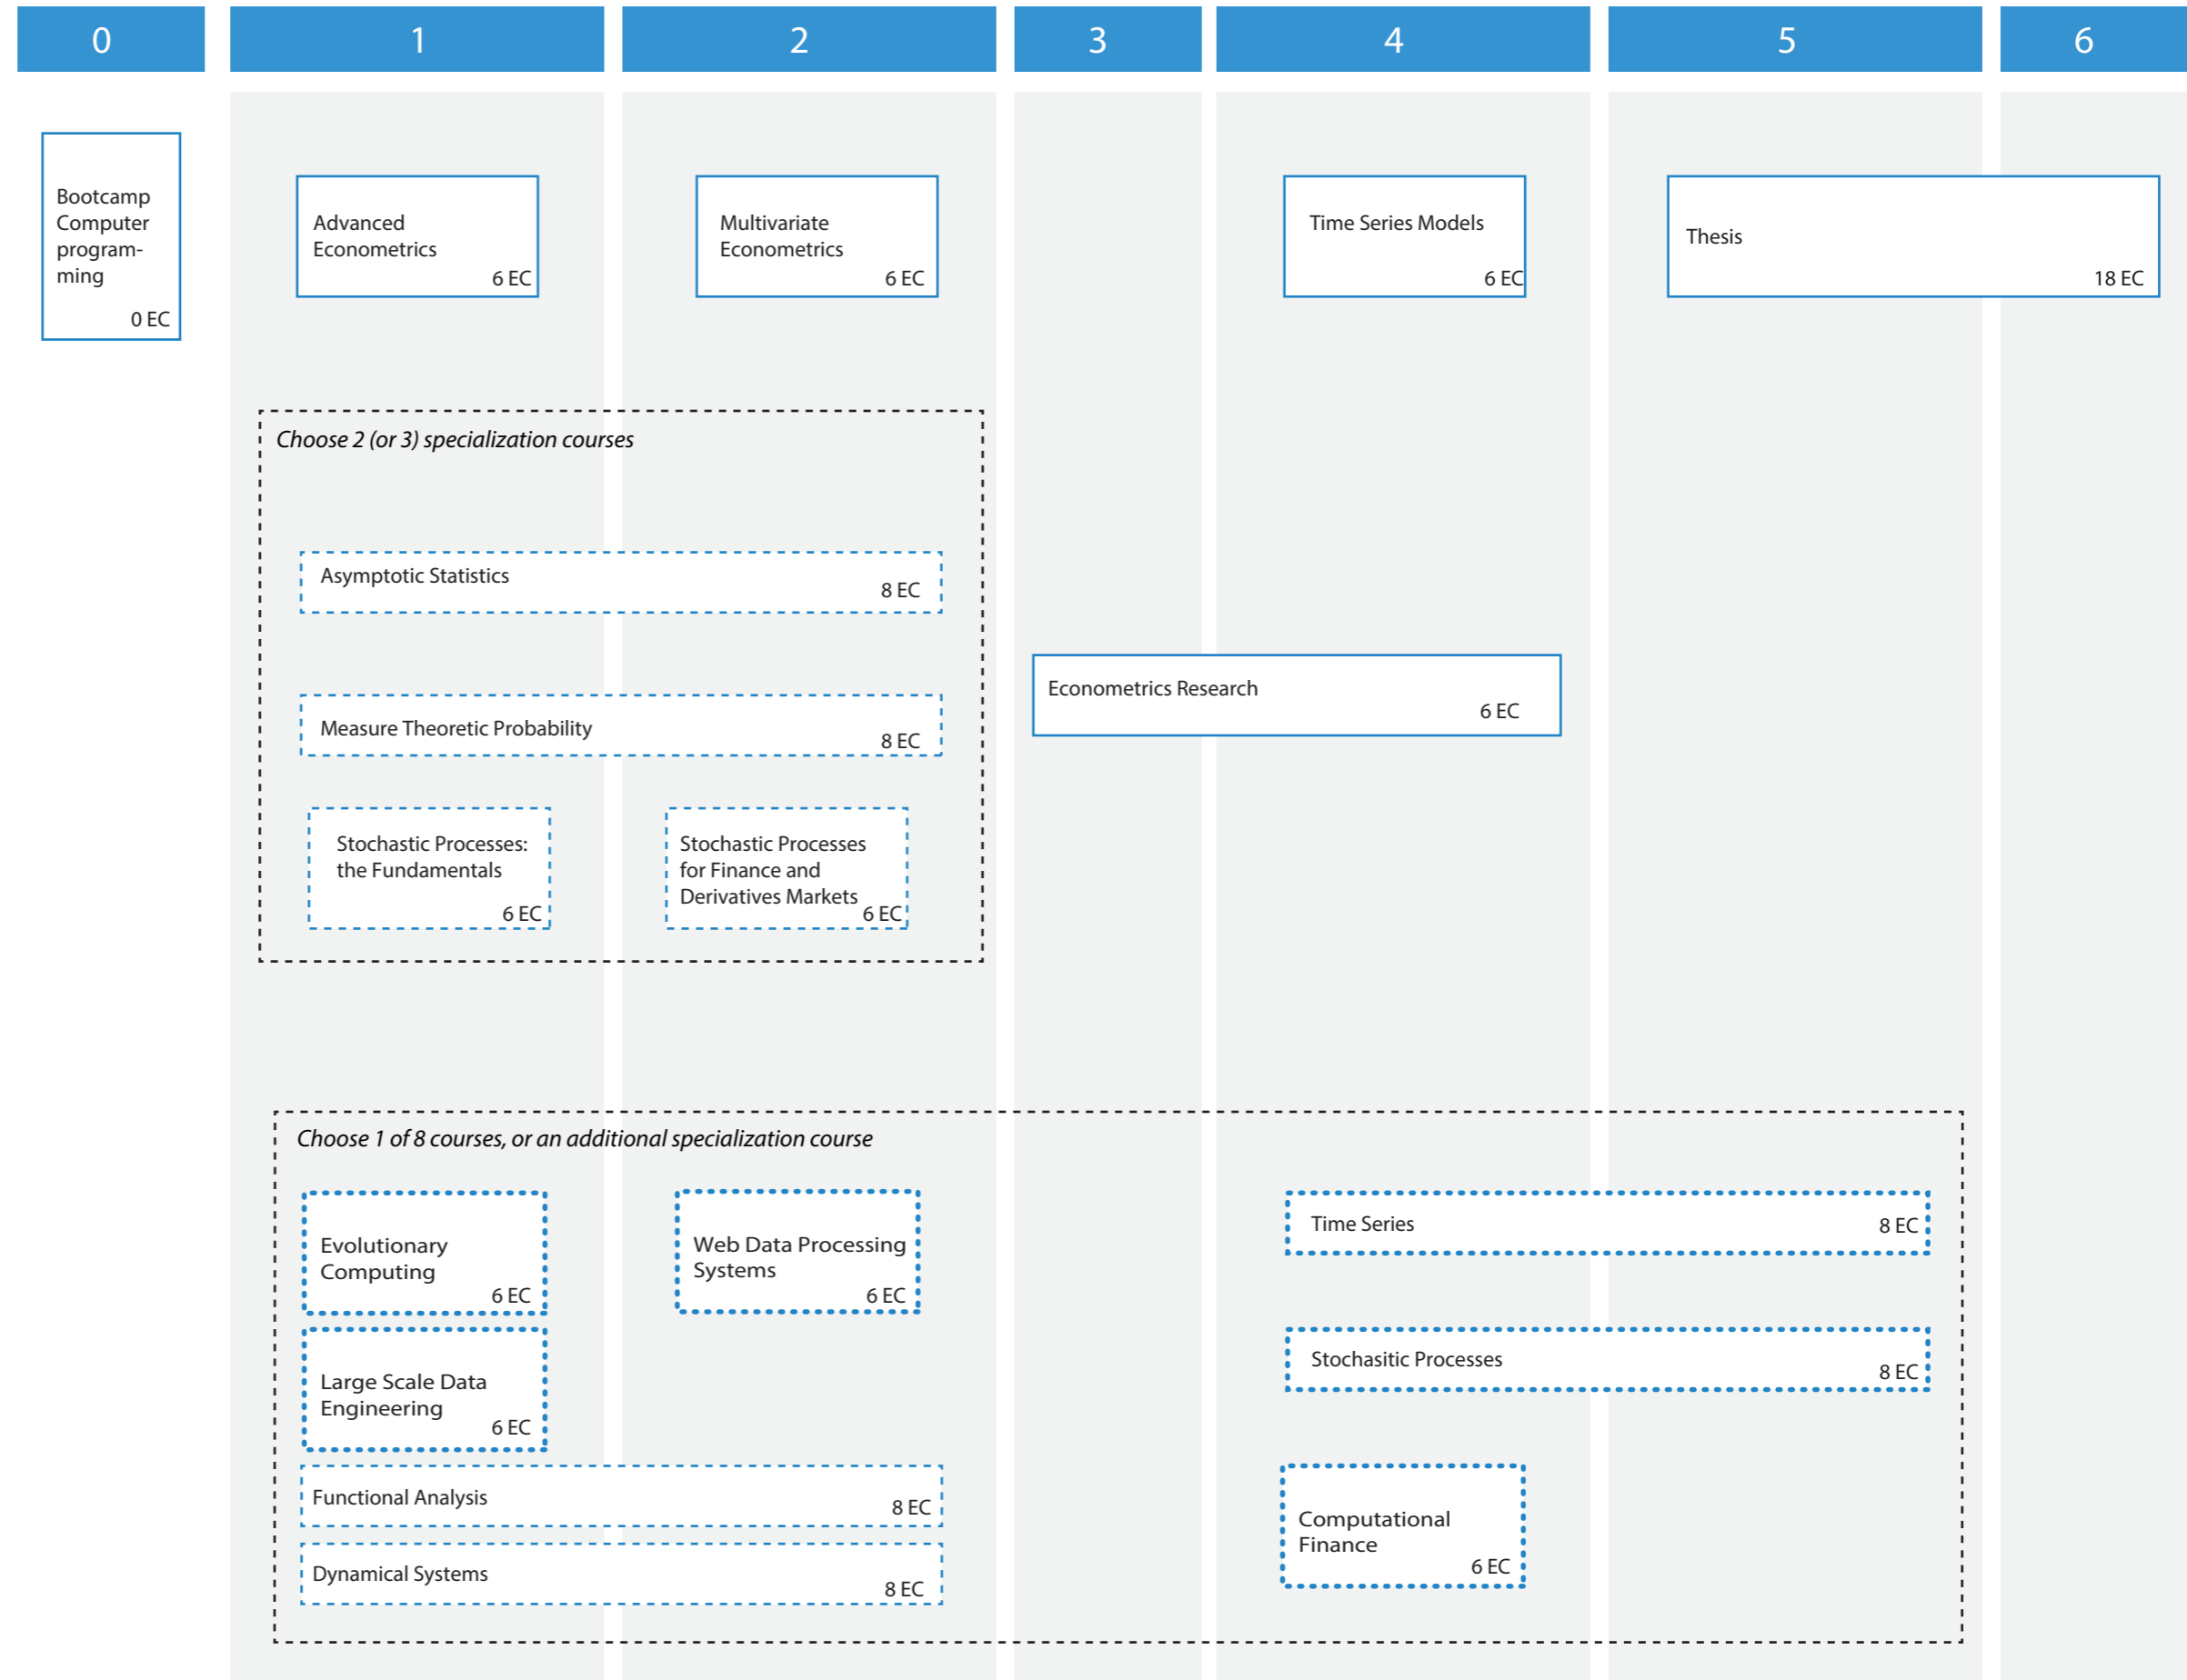 0 1 2 3 4 5 6
Bootcamp
Computer
program-
ming
0 EC
Advanced
Econometrics
6 EC
Multivariate
Econometrics
6 EC
Time Series Models
6 EC
Thesis
18 EC
Choose 2 (or 3) specialization courses
Asymptotic Statistics
8 EC
Measure Theoretic Probability
8 EC
Stochastic Processes:
the Fundamentals
6 EC
Stochastic Processes
for Finance and
Derivatives Markets
6 EC
Econometrics Research
6 EC
Choose 1 of 8 courses, or an additional specialization course
Evolutionary
Computing
6 EC
Web Data Processing
Systems
6 EC
Time Series
8 EC
Large Scale Data
Engineering
6 EC
Stochasitic Processes
8 EC
Functional Analysis
8 EC
Dynamical Systems
8 EC
Computational
Finance
6 EC